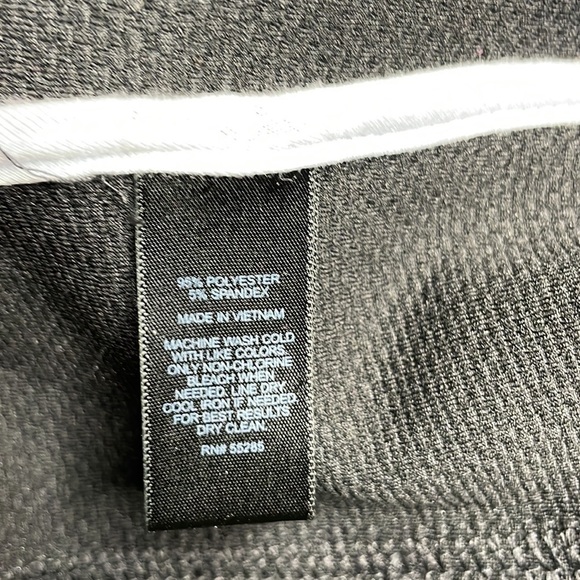 95% POLYESTER
5% SPANDEX
MADE IN VIETNAM
MACHINE WASH COLD
WITH LIKE COLORS.
ONLY NON-CHLORINE
BLEACH WHEN
NEEDED. LINE DRY.
COOL IRON IF NEEDED.
FOR BEST RESULTS
DRY CLEAN.
RN# 55285